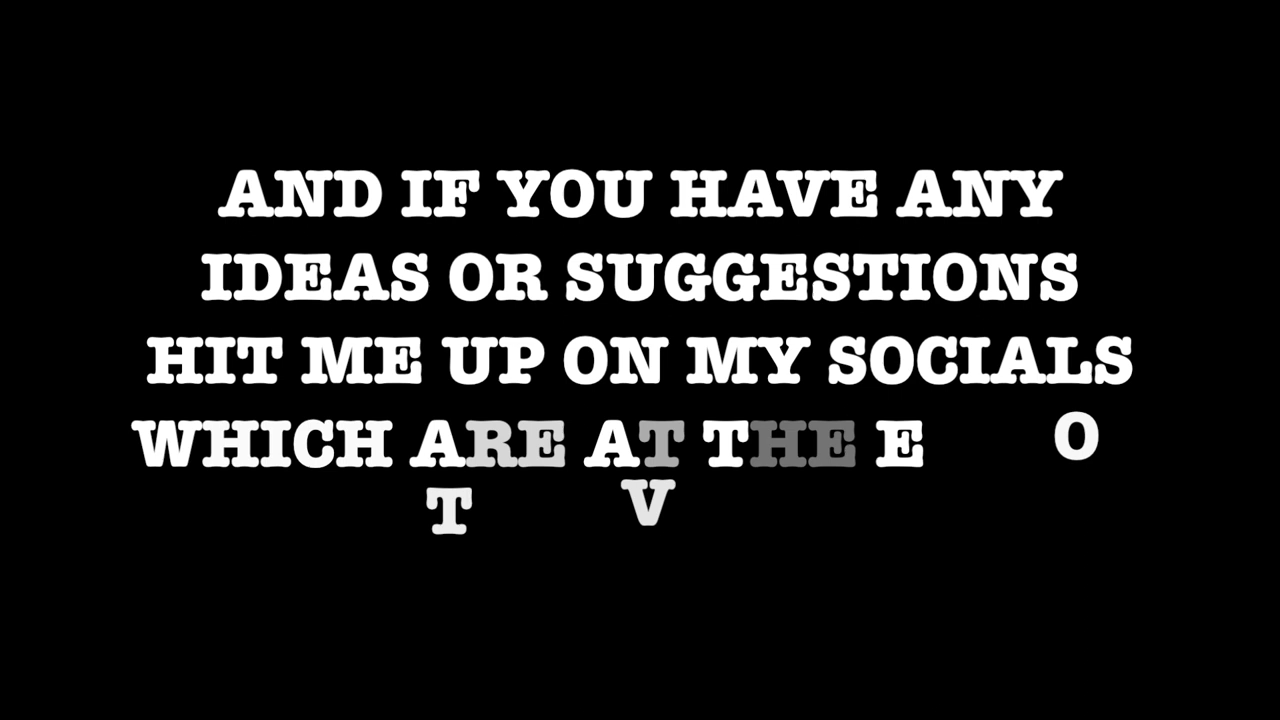 AND IF YOU HAVE ANY
IDEAS OR SUGGESTIONS
HIT ME UP ON MY SOCIALS
WHICH ARE AT THE E O
T V